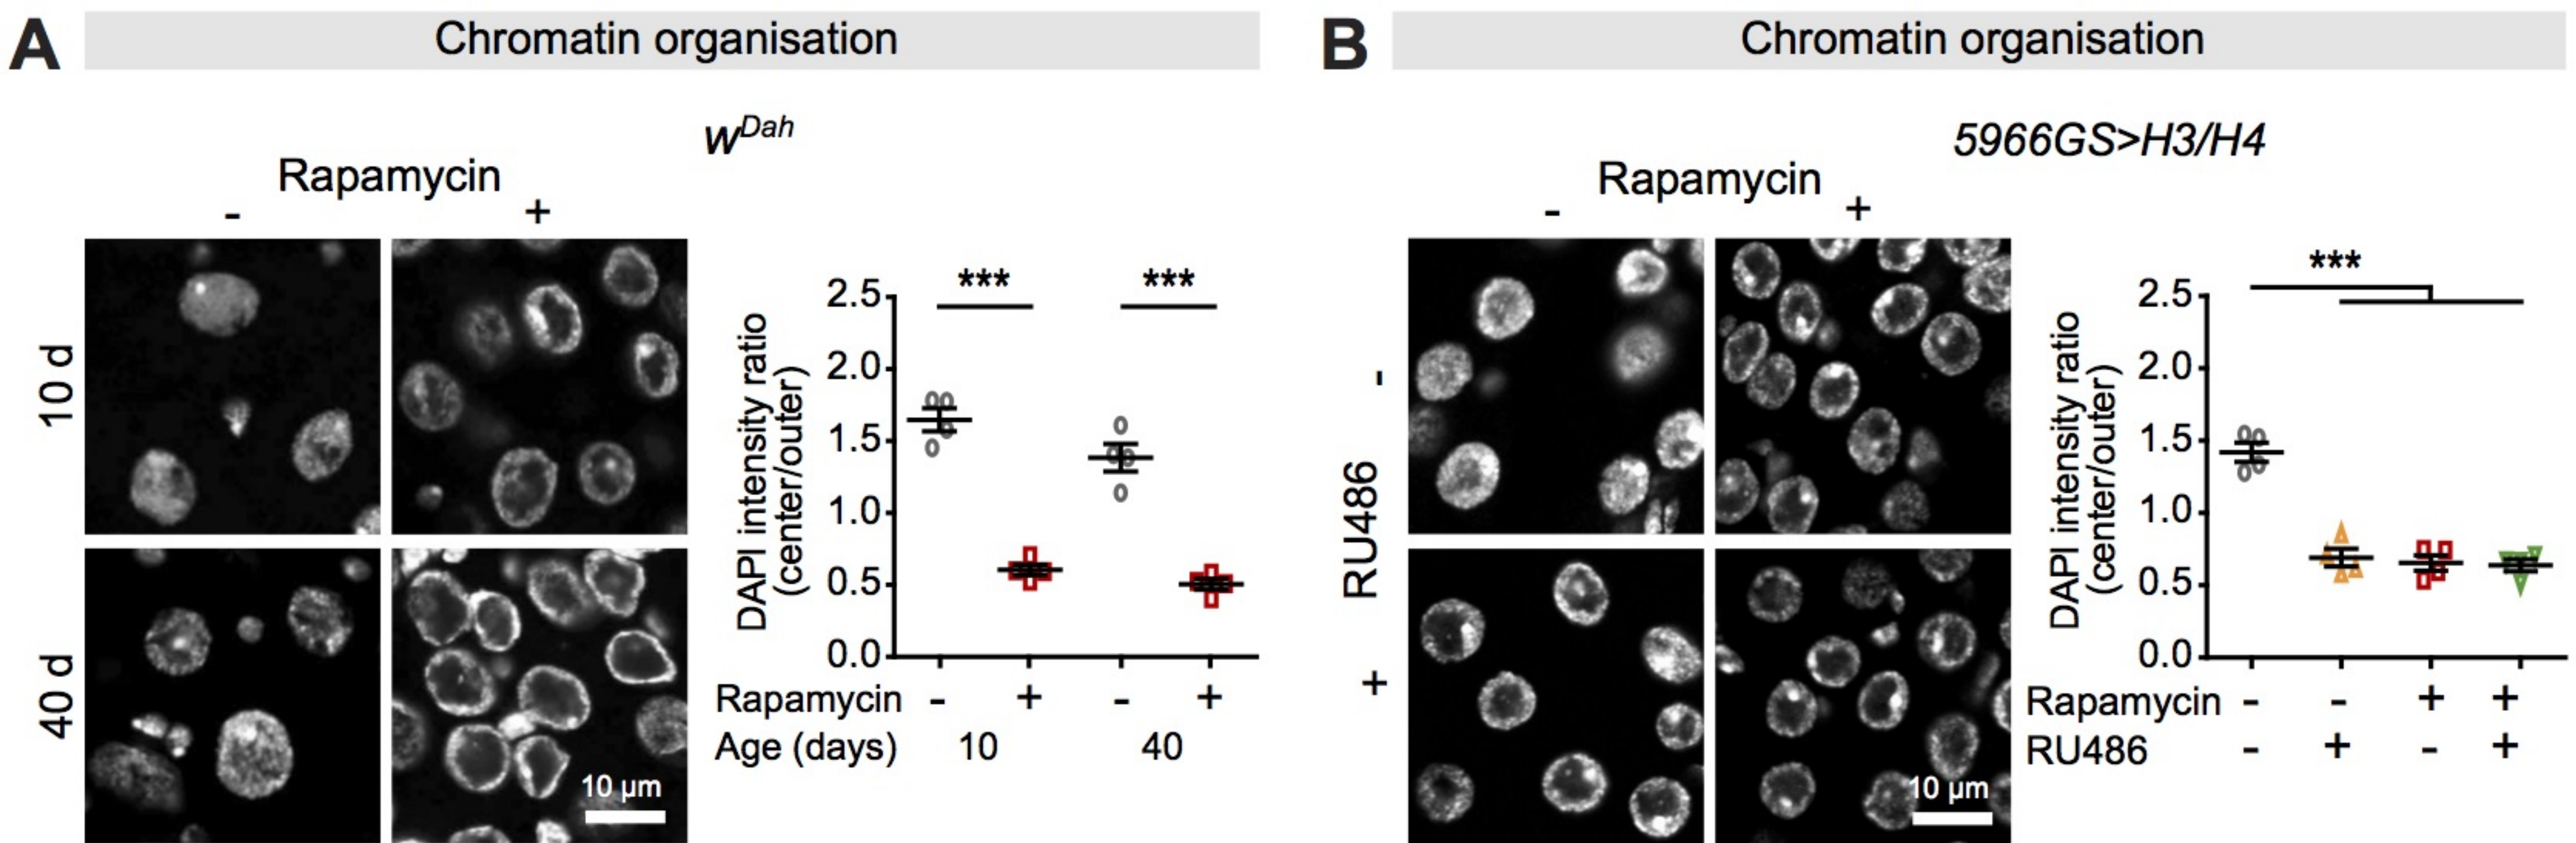 A
Chromatin organisation
w^Dah
Rapamycin
- +
10 d
40 d
10 µm
***
***
DAPI intensity ratio
(center/outer)
2.5
2.0
1.5
1.0
0.5
0.0
Rapamycin - + - +
Age (days) 10 40
B
Chromatin organisation
5966GS>H3/H4
Rapamycin
- +
RU486
-
+
10 µm
***
DAPI intensity ratio
(center/outer)
2.5
2.0
1.5
1.0
0.5
0.0
Rapamycin - - + +
RU486 - + - +